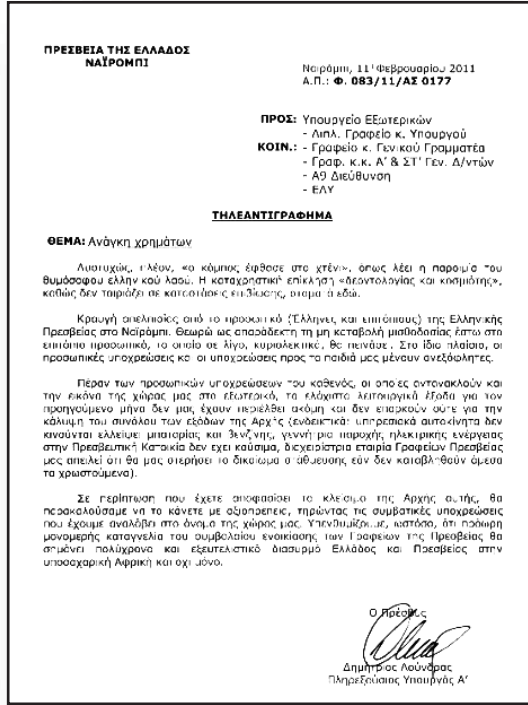 ΠΡΕΣΒΕΙΑ ΤΗΣ ΕΛΛΑΔΟΣ
ΝΑΪΡΟΜΠΙ
Ναϊρόμπι, 11 Φεβρουαρίου 2011
Α.Π.: Φ. 083/11/ΑΣ 0177
ΠΡΟΣ: Υπουργείο Εξωτερικών
- Διπλ. Γραφείο κ. Υπουργού
ΚΟΙΝ.: - Γραφείο κ. Γενικού Γραμματέα
- Γραφ. κ.κ. Α' & ΣΤ' Γεν. Δ/ντών
- Α9 Διεύθυνση
- ΕΔΥ
ΤΗΛΕΑΝΤΙΓΡΑΦΗΜΑ
ΘΕΜΑ: Ανάγκη χρημάτων
Δυστυχώς, πλέον, «ο κόμπος έφθασε στο χτένι», όπως λέει η παροιμία του
θυμόσοφου ελληνικού λαού. Η καταχρηστική επίκληση «δεοντολογίας και κοσμιότης»,
καθώς δεν ταιριάζει σε καταστάσεις επιβίωσης, σταματά εδώ.
Κραυγή απελπισίας από το προσωπικό (Έλληνες και επιτόπιους) της Ελληνικής
Πρεσβείας στο Ναϊρόμπι. Θεωρώ ως απαράδεκτη τη μη καταβολή μισθοδοσίας έστω στο
επιτόπιο προσωπικό, το οποίο σε λίγο, κυριολεκτικά, θα πεινάσει. Στο ίδιο πλαίσιο, οι
προσωπικές υποχρεώσεις και οι υποχρεώσεις προς τα παιδιά μας μένουν ανεξόφλητες.
Πέραν των προσωπικών υποχρεώσεων του καθενός, οι οποίες αντανακλούν και
την εικόνα της χώρας μας στο εξωτερικό, τα ελάχιστα λειτουργικά έξοδα για τον
προηγούμενο μήνα δεν μας έχουν περιέλθει ακόμη και δεν επαρκούν ούτε για την
κάλυψη του συνόλου των εξόδων της Αρχής (ενδεικτικά: υπηρεσιακά αυτοκίνητα δεν
κινούνται ελλείψει μπαταρίας και βενζίνης, γεννήτρια παροχής ηλεκτρικής ενέργειας
στην Πρεσβευτική Κατοικία δεν έχει καύσιμα, διαχειρίστρια εταιρία Γραφείων Πρεσβείας
μας απειλεί ότι θα μας στερήσει το δικαίωμα στάθμευσης εάν δεν καταβληθούν άμεσα
τα χρωστούμενα).
Σε περίπτωση που έχετε αποφασίσει το κλείσιμο της Αρχής αυτής, θα
παρακαλούσαμε να το κάνετε με αξιοπρέπεια, τηρώντας τις συμβατικές υποχρεώσεις
που έχουμε αναλάβει στο όνομα της χώρας μας. Υπενθυμίζουμε, ωστόσο, ότι πρόωρη
μονομερής καταγγελία του συμβολαίου ενοικίασης των Γραφείων της Πρεσβείας θα
σημάνει πολύχρονο και εξευτελιστικό διασυρμό Ελλάδος και Πρεσβείας στην
υποσαχάρια Αφρική και όχι μόνο.
Ο Πρέσβυς
Δημήτριος Λούνδρας
Πληρεξούσιος Υπουργός Α'